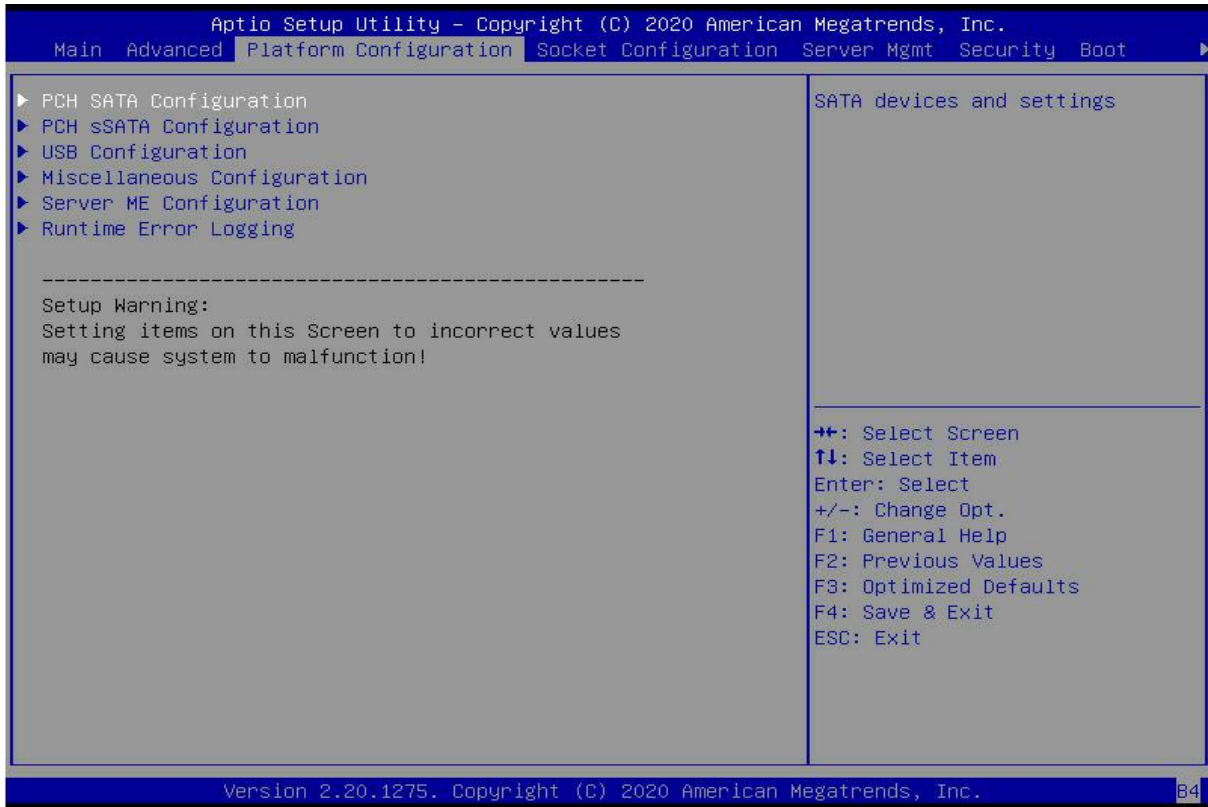 Aptio Setup Utility – Copyright (C) 2020 American Megatrends, Inc.
Main Advanced Platform Configuration Socket Configuration Server Mgmt Security Boot ▶
▶ PCH SATA Configuration
▶ PCH sSATA Configuration
▶ USB Configuration
▶ Miscellaneous Configuration
▶ Server ME Configuration
▶ Runtime Error Logging
--------------------------------------------------
Setup Warning:
Setting items on this Screen to incorrect values
may cause system to malfunction!
SATA devices and settings
→←: Select Screen
↑↓: Select Item
Enter: Select
+/-: Change Opt.
F1: General Help
F2: Previous Values
F3: Optimized Defaults
F4: Save & Exit
ESC: Exit
Version 2.20.1275. Copyright (C) 2020 American Megatrends, Inc.
B4